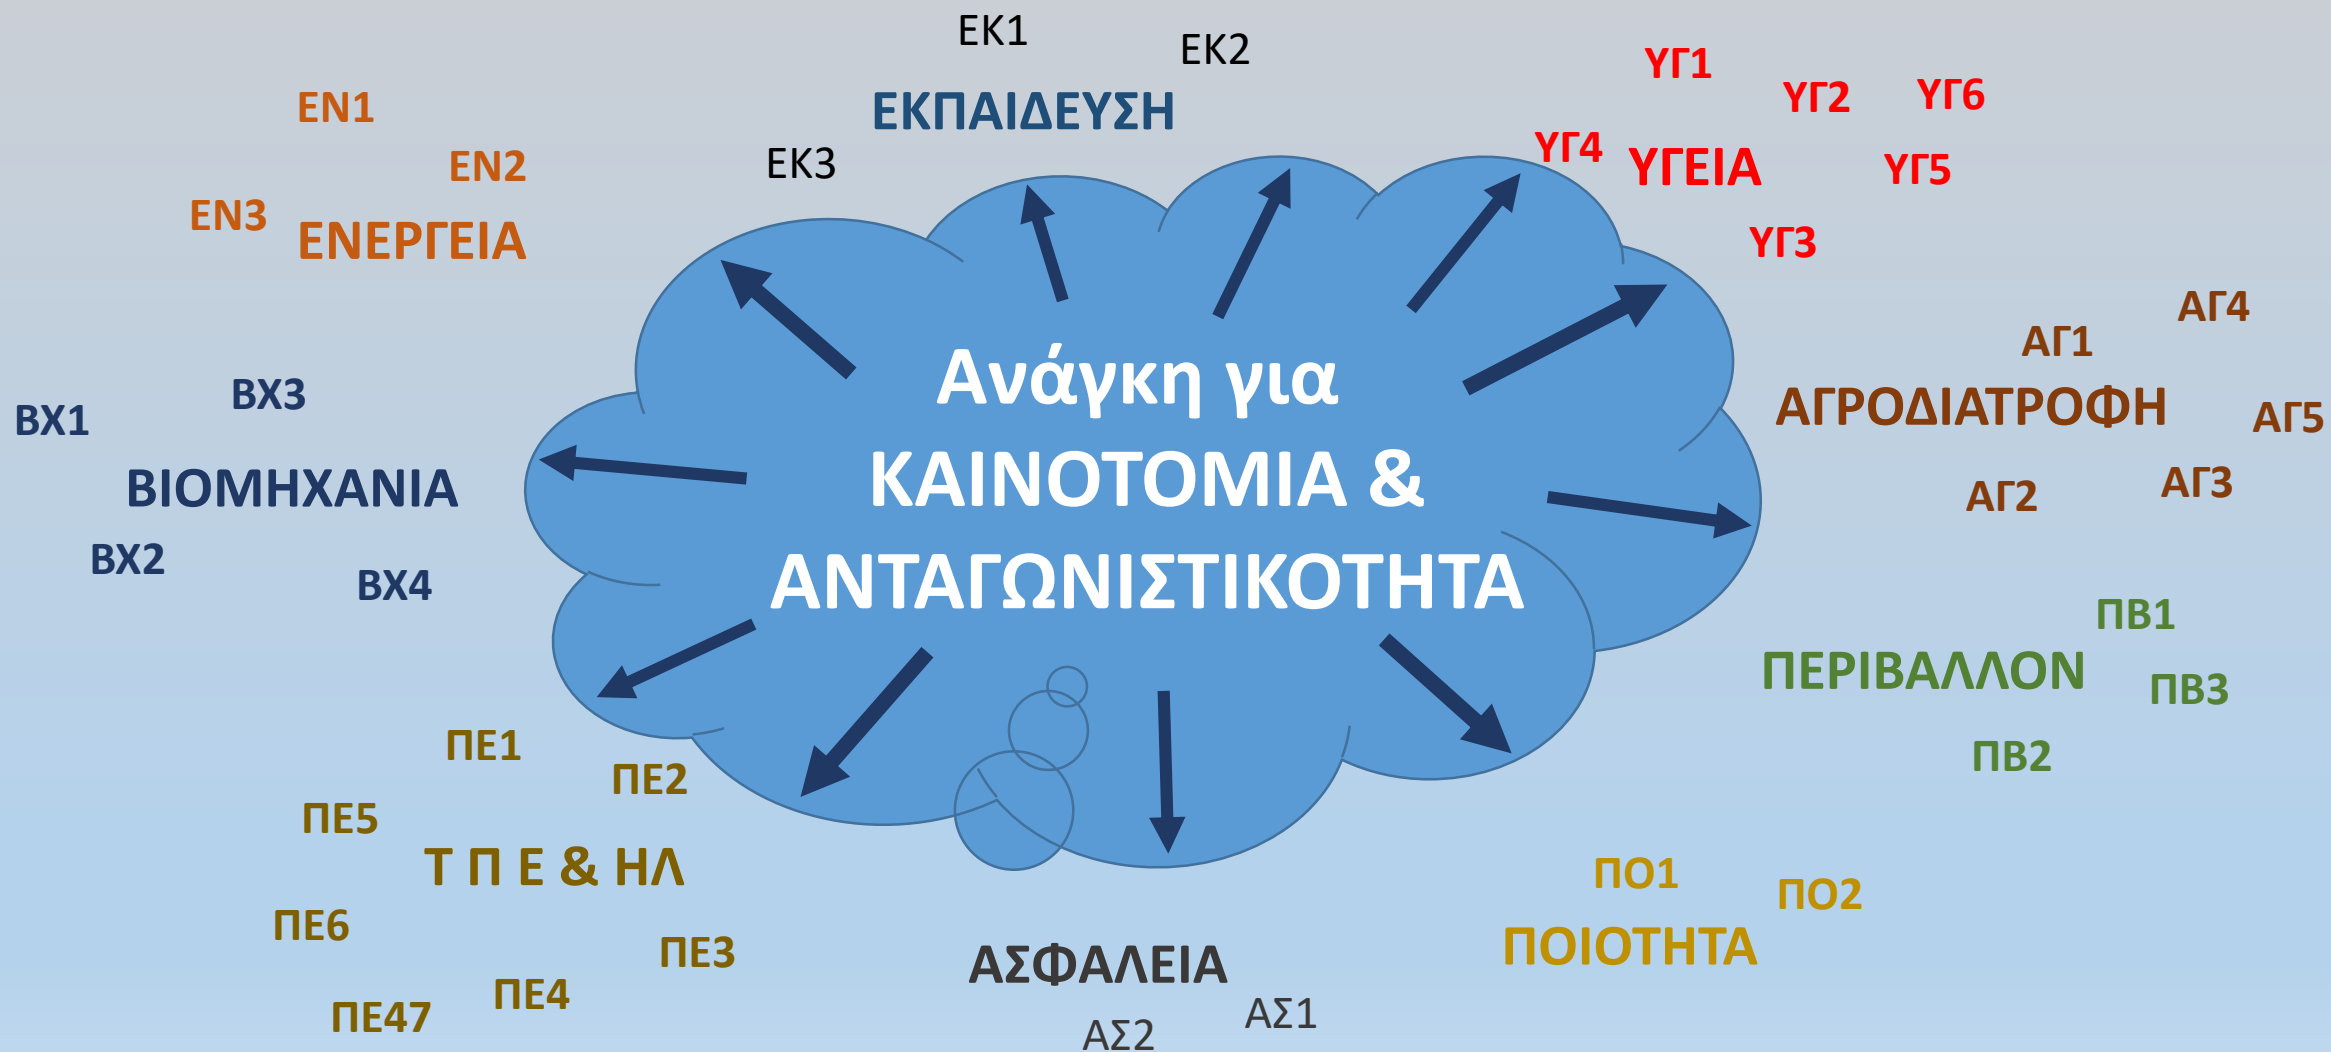 ΕΚ1
ΕΚ2
ΕΚΠΑΙΔΕΥΣΗ
ΕΚ3
ΥΓ1
ΥΓ2
ΥΓ6
ΥΓ4
ΥΓΕΙΑ
ΥΓ5
ΥΓ3
ΕΝ1
ΕΝ2
ΕΝ3
ΕΝΕΡΓΕΙΑ
ΑΓ4
ΑΓ1
ΑΓΡΟΔΙΑΤΡΟΦΗ
ΑΓ5
ΑΓ2
ΑΓ3
Ανάγκη για
ΚΑΙΝΟΤΟΜΙΑ &
ΑΝΤΑΓΩΝΙΣΤΙΚΟΤΗΤΑ
ΒΧ3
ΒΧ1
ΒΙΟΜΗΧΑΝΙΑ
ΒΧ2
ΒΧ4
ΠΒ1
ΠΕΡΙΒΑΛΛΟΝ
ΠΒ3
ΠΒ2
ΠΕ1
ΠΕ2
ΠΕ5
Τ Π Ε & ΗΛ
ΠΕ6
ΠΕ3
ΠΕ4
ΠΕ47
ΑΣΦΑΛΕΙΑ
ΑΣ1
ΑΣ2
ΠΟ1
ΠΟ2
ΠΟΙΟΤΗΤΑ